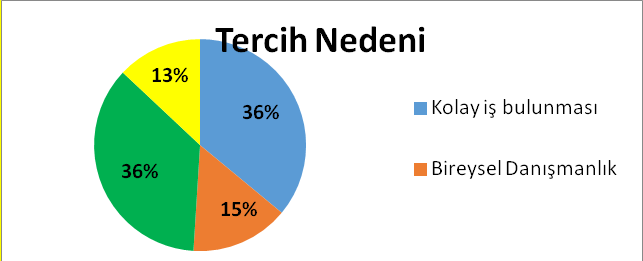 Tercih Nedeni
13%
36%
Kolay iş bulunması
36%
Bireysel Danışmanlık
15%